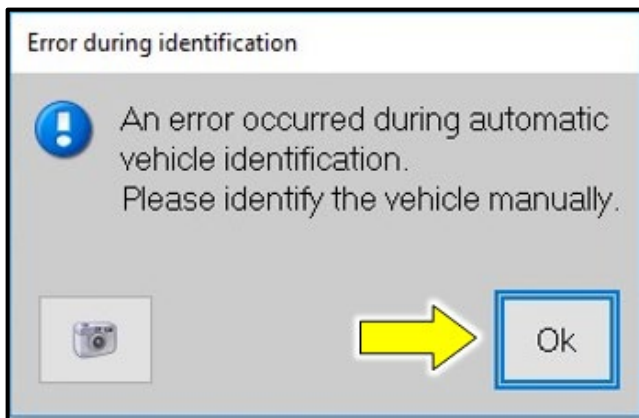 Error during identification
An error occurred during automatic
vehicle identification.
Please identify the vehicle manually.
Ok